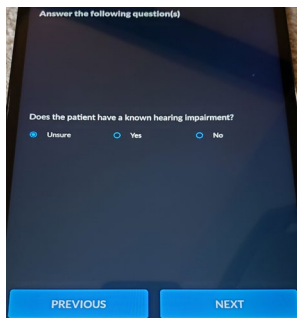 Answer the following question(s)
Does the patient have a known hearing impairment?
Unsure Yes No
PREVIOUS NEXT